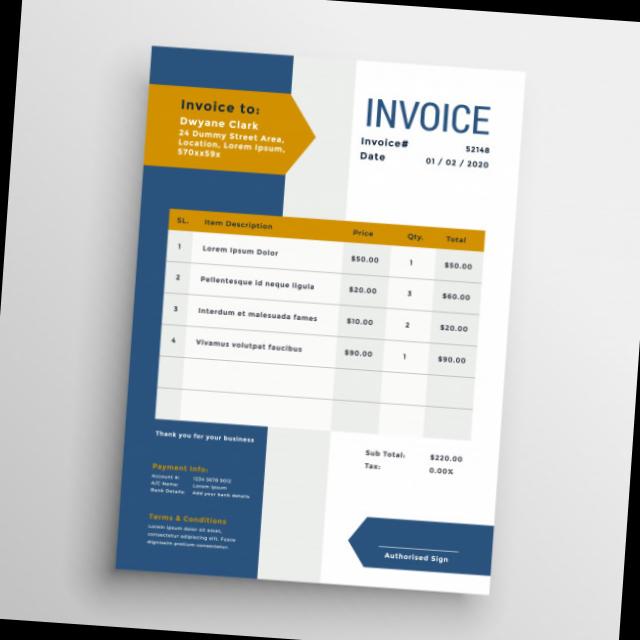 Invoice to:
Dwyane Clark
24 Dummy Street Area,
Location, Lorem Ipsum,
570xx59x
INVOICE
Invoice# 52148
Date 01 / 02 / 2020
SL. Item Description Price Qty. Total
1 Lorem Ipsum Dolor $50.00 1 $50.00
2 Pellentesque id neque ligula $20.00 3 $60.00
3 Interdum et malesuada fames $10.00 2 $20.00
4 Vivamus volutpat faucibus $90.00 1 $90.00
Thank you for your business
Sub Total: $220.00
Tax: 0.00%
Payment Info:
Account #: 1234 5678 9012
A/C Name: Lorem Ipsum
Bank Details: Add your bank details
Terms & Conditions
Lorem ipsum dolor sit amet,
consectetur adipiscing elit. Fusce
dignissim pretium consectetur.
Authorised Sign